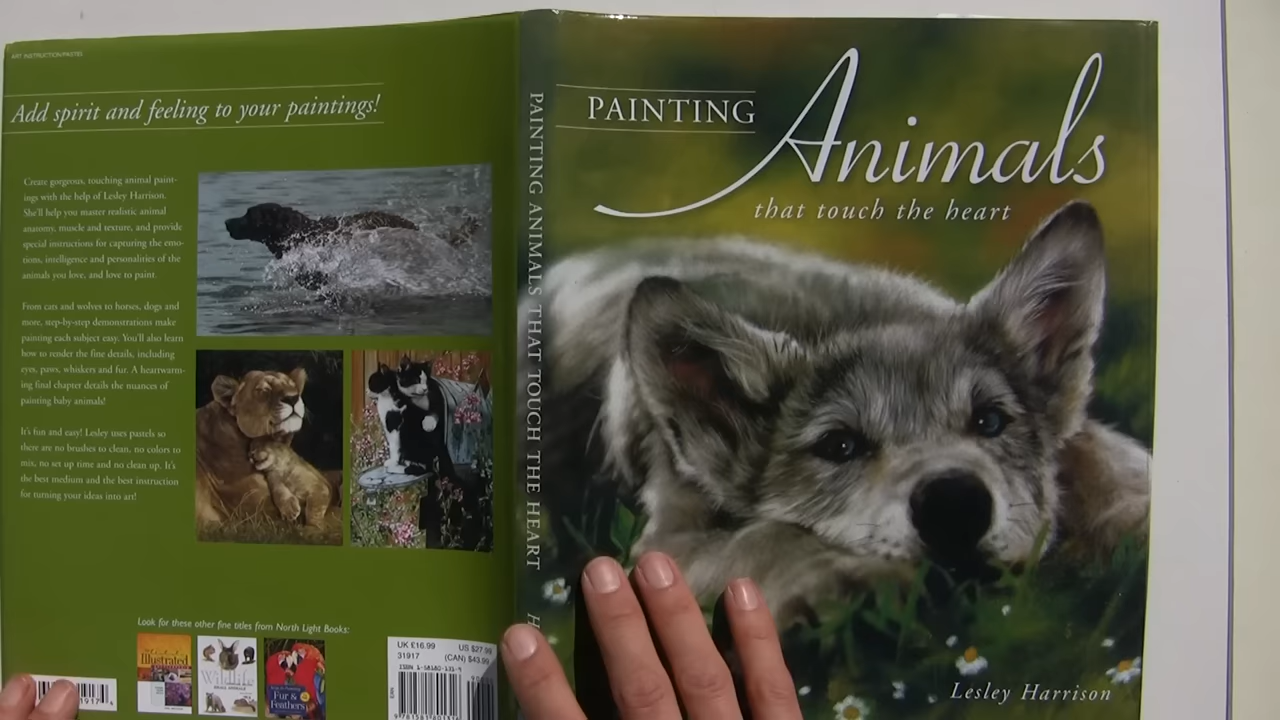 ART INSTRUCTION/PASTEL
Add spirit and feeling to your paintings!
Create gorgeous, touching animal paint-
ings with the help of Lesley Harrison.
She'll help you master realistic animal
anatomy, muscle and texture, and provide
special instructions for capturing the emo-
tions, intelligence and personalities of the
animals you love, and love to paint.
From cats and wolves to horses, dogs and
more, step-by-step demonstrations make
painting each subject easy. You'll also learn
how to render the fine details, including
eyes, paws, whiskers and fur. A heartwarm-
ing final chapter details the nuances of
painting baby animals!
It's fun and easy! Lesley uses pastels so
there are no brushes to clean, no colors to
mix, no set up time and no clean up. It's
the best medium and the best instruction
for turning your ideas into art!
Look for these other fine titles from North Light Books:
Illustrated
Wildlife
Fur &
Feathers
UK £16.99
US $27.99
31917
(CAN) $43.99
PAINTING ANIMALS THAT TOUCH THE HEART
PAINTING
Animals
that touch the heart
Lesley Harrison